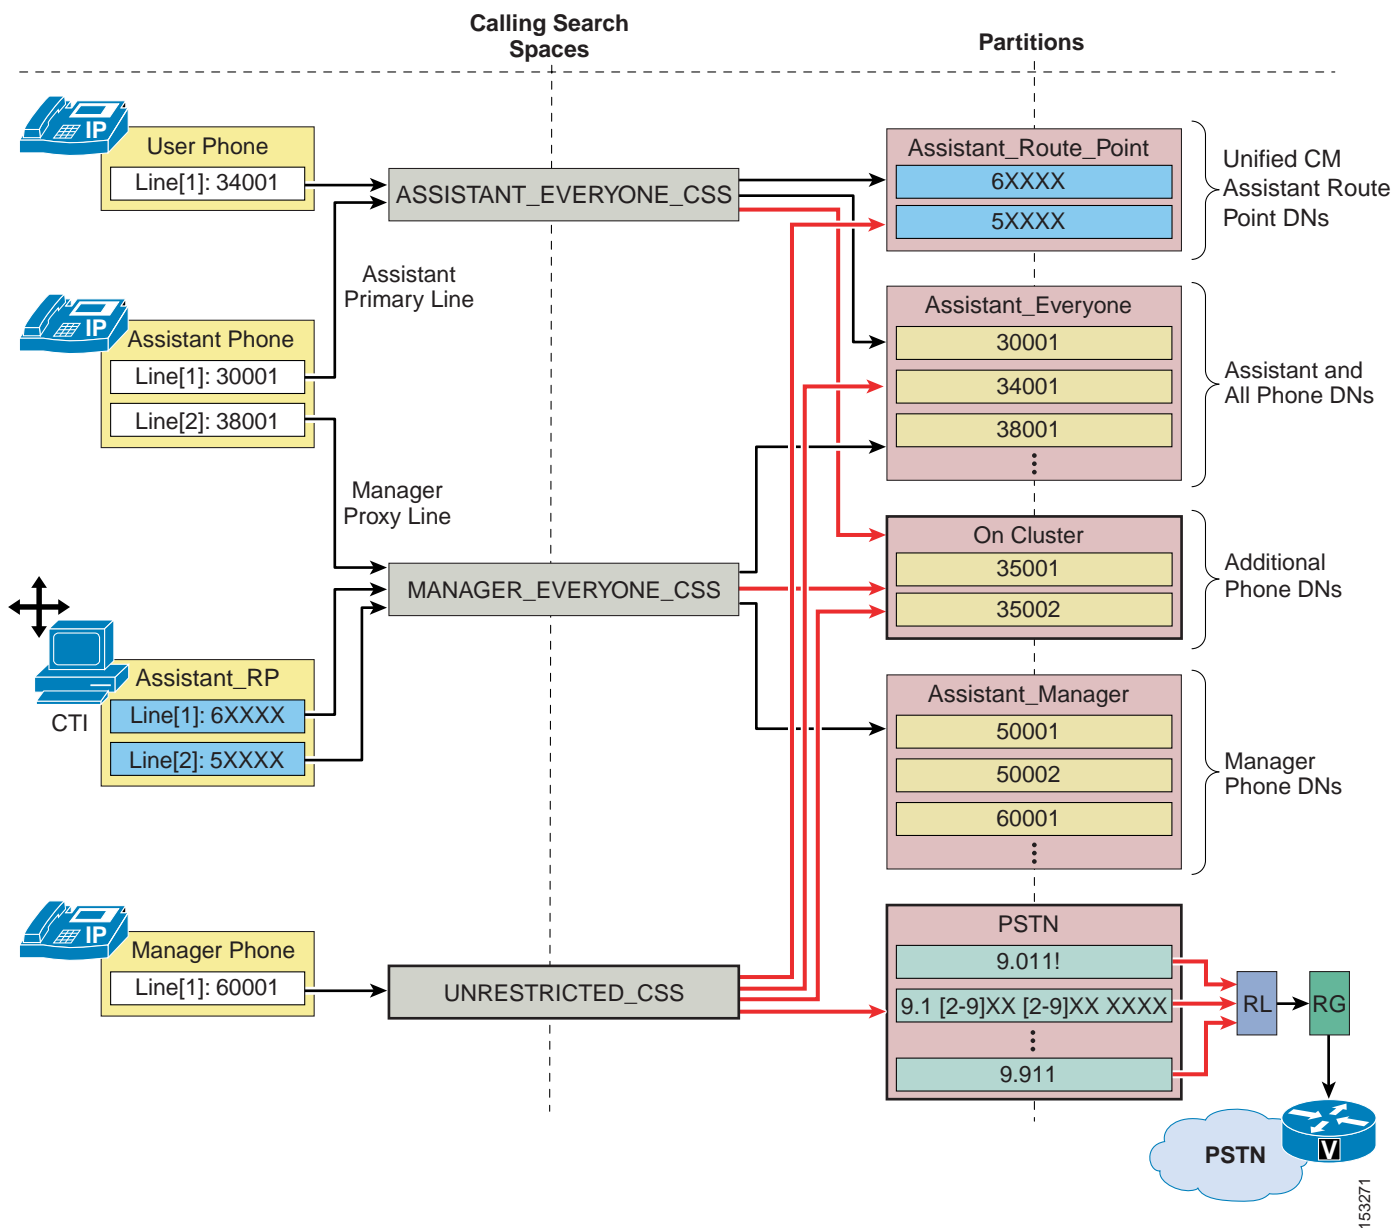 Calling Search
Spaces
Partitions
IP
User Phone
Line[1]: 34001
ASSISTANT_EVERYONE_CSS
Assistant_Route_Point
6XXXX
5XXXX
Unified CM
Assistant Route
Point DNs
Assistant
Primary Line
IP
Assistant Phone
Line[1]: 30001
Line[2]: 38001
Assistant_Everyone
30001
34001
38001
Assistant and
All Phone DNs
Manager
Proxy Line
MANAGER_EVERYONE_CSS
On Cluster
35001
35002
Additional
Phone DNs
CTI
Assistant_RP
Line[1]: 6XXXX
Line[2]: 5XXXX
Assistant_Manager
50001
50002
60001
Manager
Phone DNs
IP
Manager Phone
Line[1]: 60001
UNRESTRICTED_CSS
PSTN
9.011!
9.1 [2-9]XX [2-9]XX XXXX
9.911
RL
RG
PSTN
V
153271